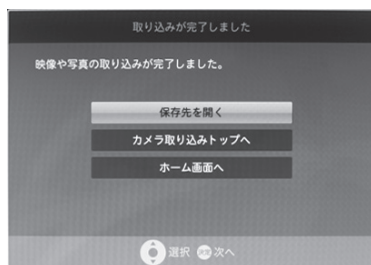 取り込みが完了しました
映像や写真の取り込みが完了しました。
保存先を開く
カメラ取り込みトップへ
ホーム画面へ
選択 決定 次へ